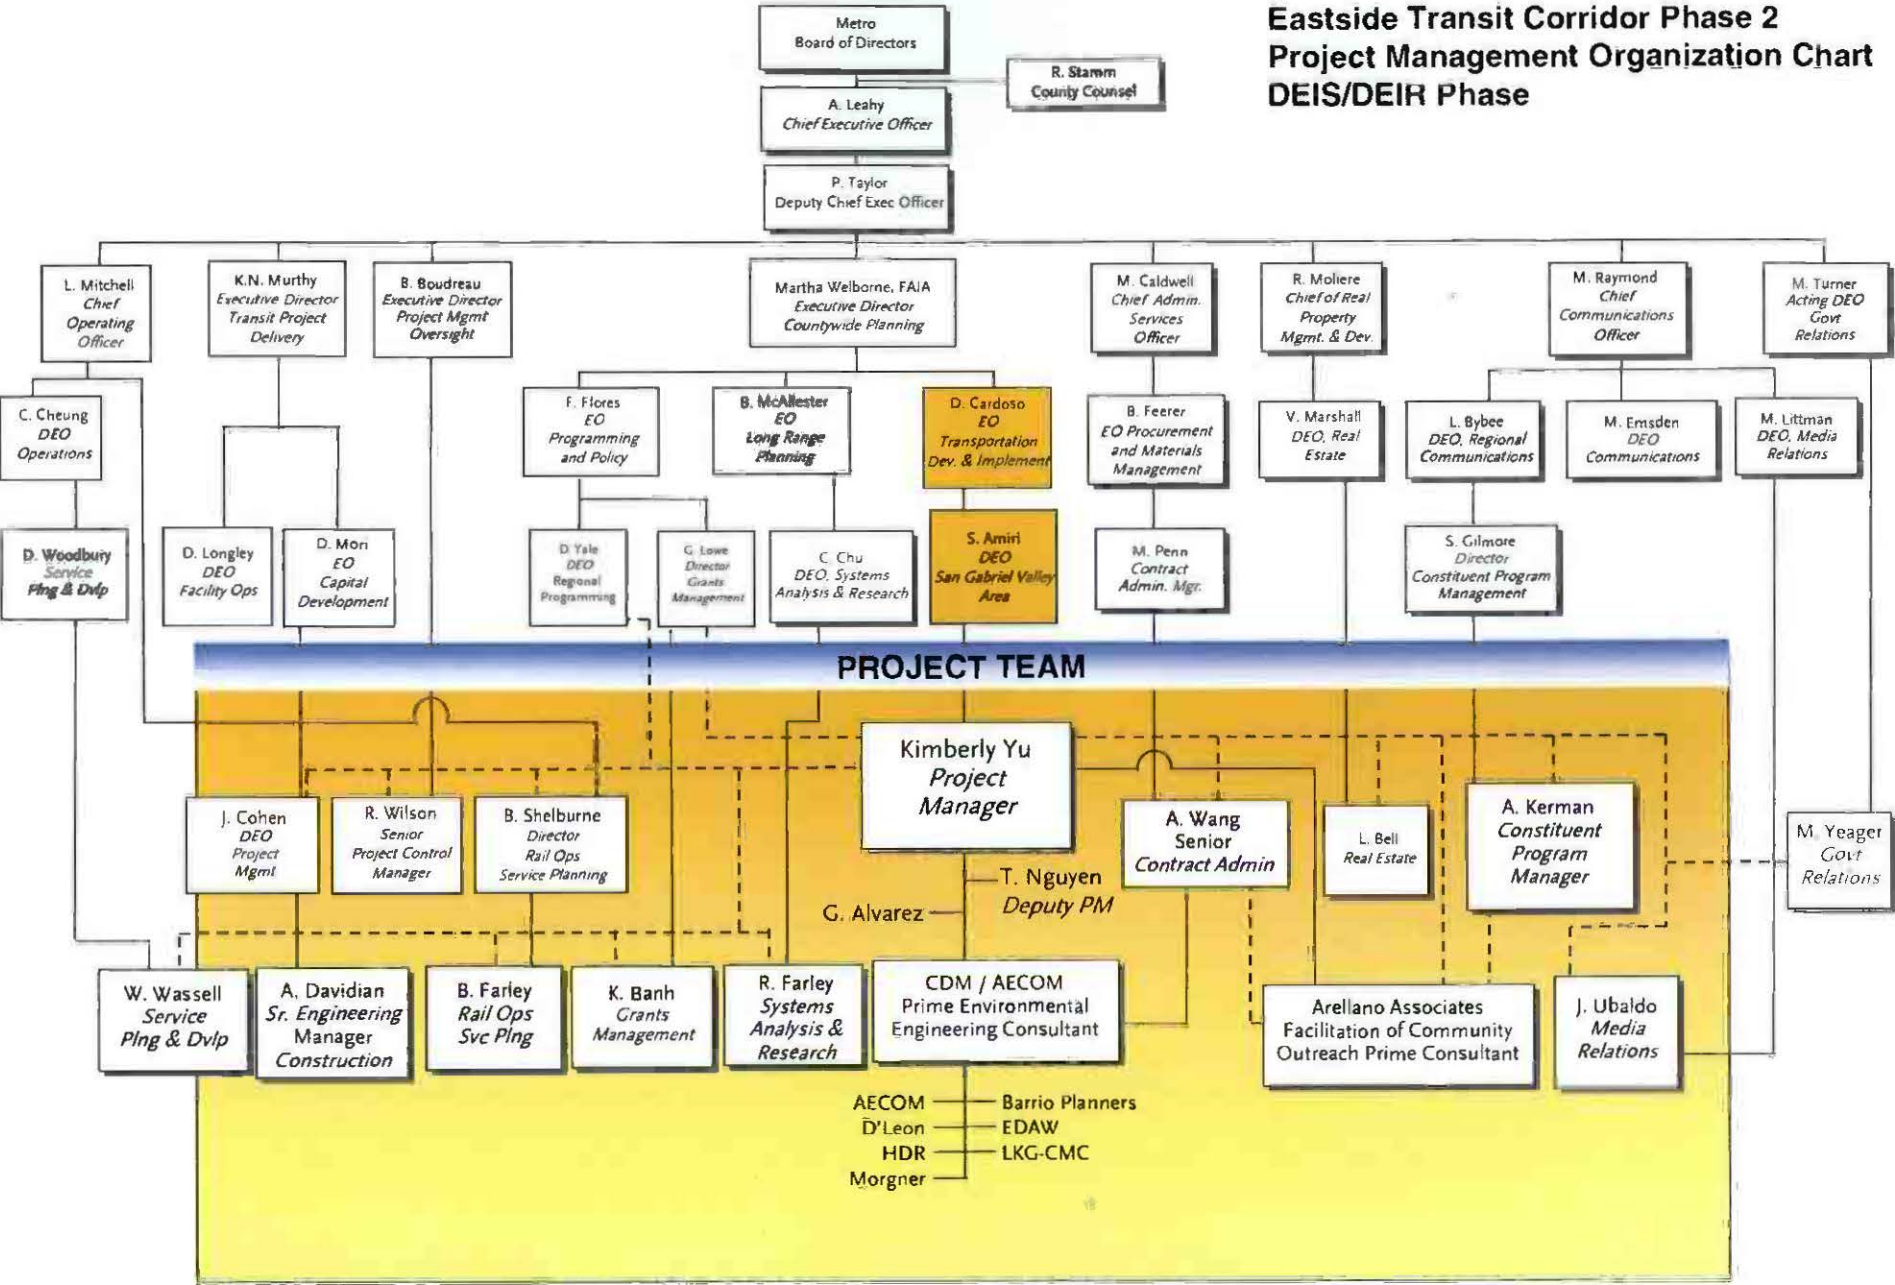 Eastside Transit Corridor Phase 2
Project Management Organization Chart
DEIS/DEIR Phase
Metro
Board of Directors
R. Stamm
County Counsel
A. Leahy
Chief Executive Officer
P. Taylor
Deputy Chief Exec Officer
L. Mitchell
Chief
Operating
Officer
K.N. Murthy
Executive Director
Transit Project
Delivery
B. Boudreau
Executive Director
Project Mgmt
Oversight
Martha Welborne, FAIA
Executive Director
Countywide Planning
M. Caldwell
Chief Admin.
Services
Officer
R. Moliere
Chief of Real
Property
Mgmt. & Dev.
M. Raymond
Chief
Communications
Officer
M. Turner
Acting DEO
Govt
Relations
C. Cheung
DEO
Operations
F. Flores
EO
Programming
and Policy
B. McAllester
EO
Long Range
Planning
D. Cardoso
EO
Transportation
Dev. & Implement
B. Feerer
EO Procurement
and Materials
Management
V. Marshall
DEO, Real
Estate
L. Bybee
DEO, Regional
Communications
M. Emsden
DEO
Communications
M. Littman
DEO, Media
Relations
D. Woodbury
Service
Plng & Dvlp
D. Longley
DEO
Facility Ops
D. Mori
EO
Capital
Development
D. Yale
DEO
Regional
Programming
G. Lowe
Director
Grants
Management
C. Chu
DEO, Systems
Analysis & Research
S. Amiri
DEO
San Gabriel Valley
Area
M. Penn
Contract
Admin. Mgr.
S. Gilmore
Director
Constituent Program
Management
PROJECT TEAM
Kimberly Yu
Project
Manager
J. Cohen
DEO
Project
Mgmt
R. Wilson
Senior
Project Control
Manager
B. Shelburne
Director
Rail Ops
Service Planning
A. Wang
Senior
Contract Admin
L. Bell
Real Estate
A. Kerman
Constituent
Program
Manager
M. Yeager
Govt
Relations
T. Nguyen
Deputy PM
G. Alvarez
W. Wassell
Service
Plng & Dvlp
A. Davidian
Sr. Engineering
Manager
Construction
B. Farley
Rail Ops
Svc Plng
K. Banh
Grants
Management
R. Farley
Systems
Analysis &
Research
CDM / AECOM
Prime Environmental
Engineering Consultant
Arellano Associates
Facilitation of Community
Outreach Prime Consultant
J. Ubaldo
Media
Relations
AECOM
Barrio Planners
D'Leon
EDAW
HDR
LKG-CMC
Morgner